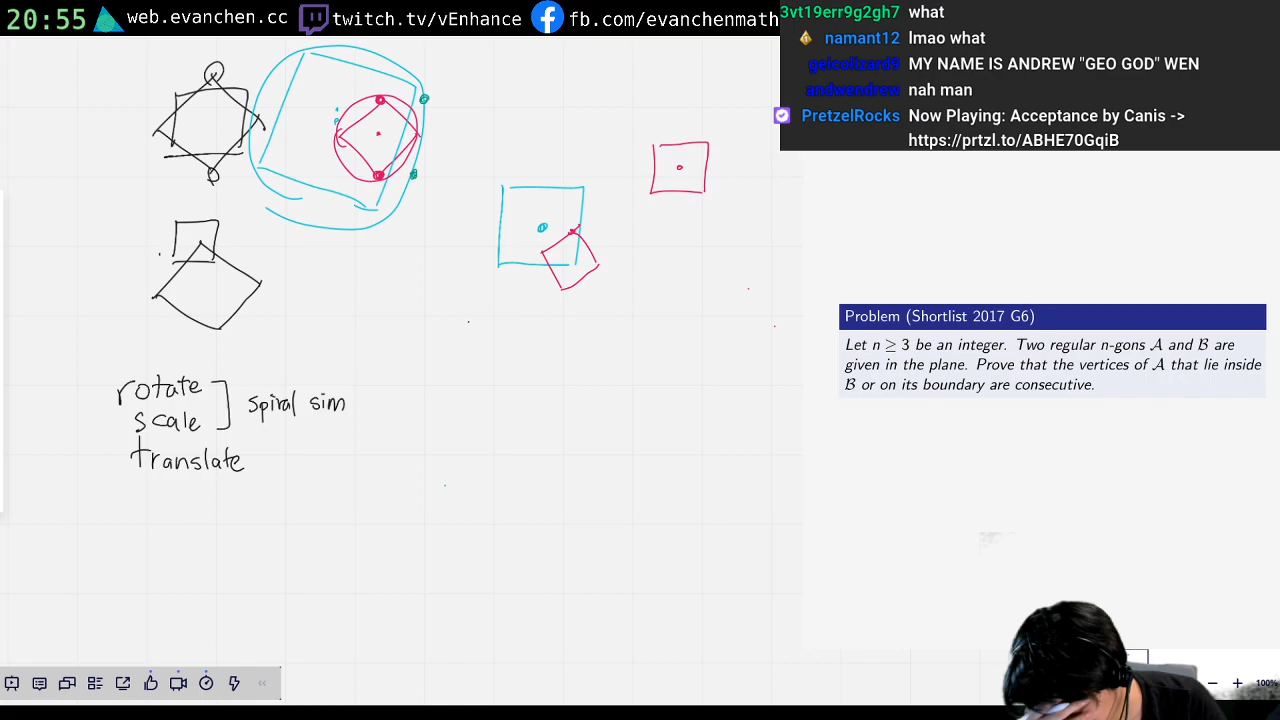 20:55 web.evanchen.cc twitch.tv/vEnhance fb.com/evanchenmath
3vt19err9g2gh7 what
namant12 lmao what
geicolizard9 MY NAME IS ANDREW "GEO GOD" WEN
andwendrew nah man
PretzelRocks Now Playing: Acceptance by Canis ->
https://prtzl.to/ABHE70GqiB
rotate
scale
spiral sim
translate
Problem (Shortlist 2017 G6)
Let n ≥ 3 be an integer. Two regular n-gons 𝒜 and ℬ are
given in the plane. Prove that the vertices of 𝒜 that lie inside
ℬ or on its boundary are consecutive.
100%